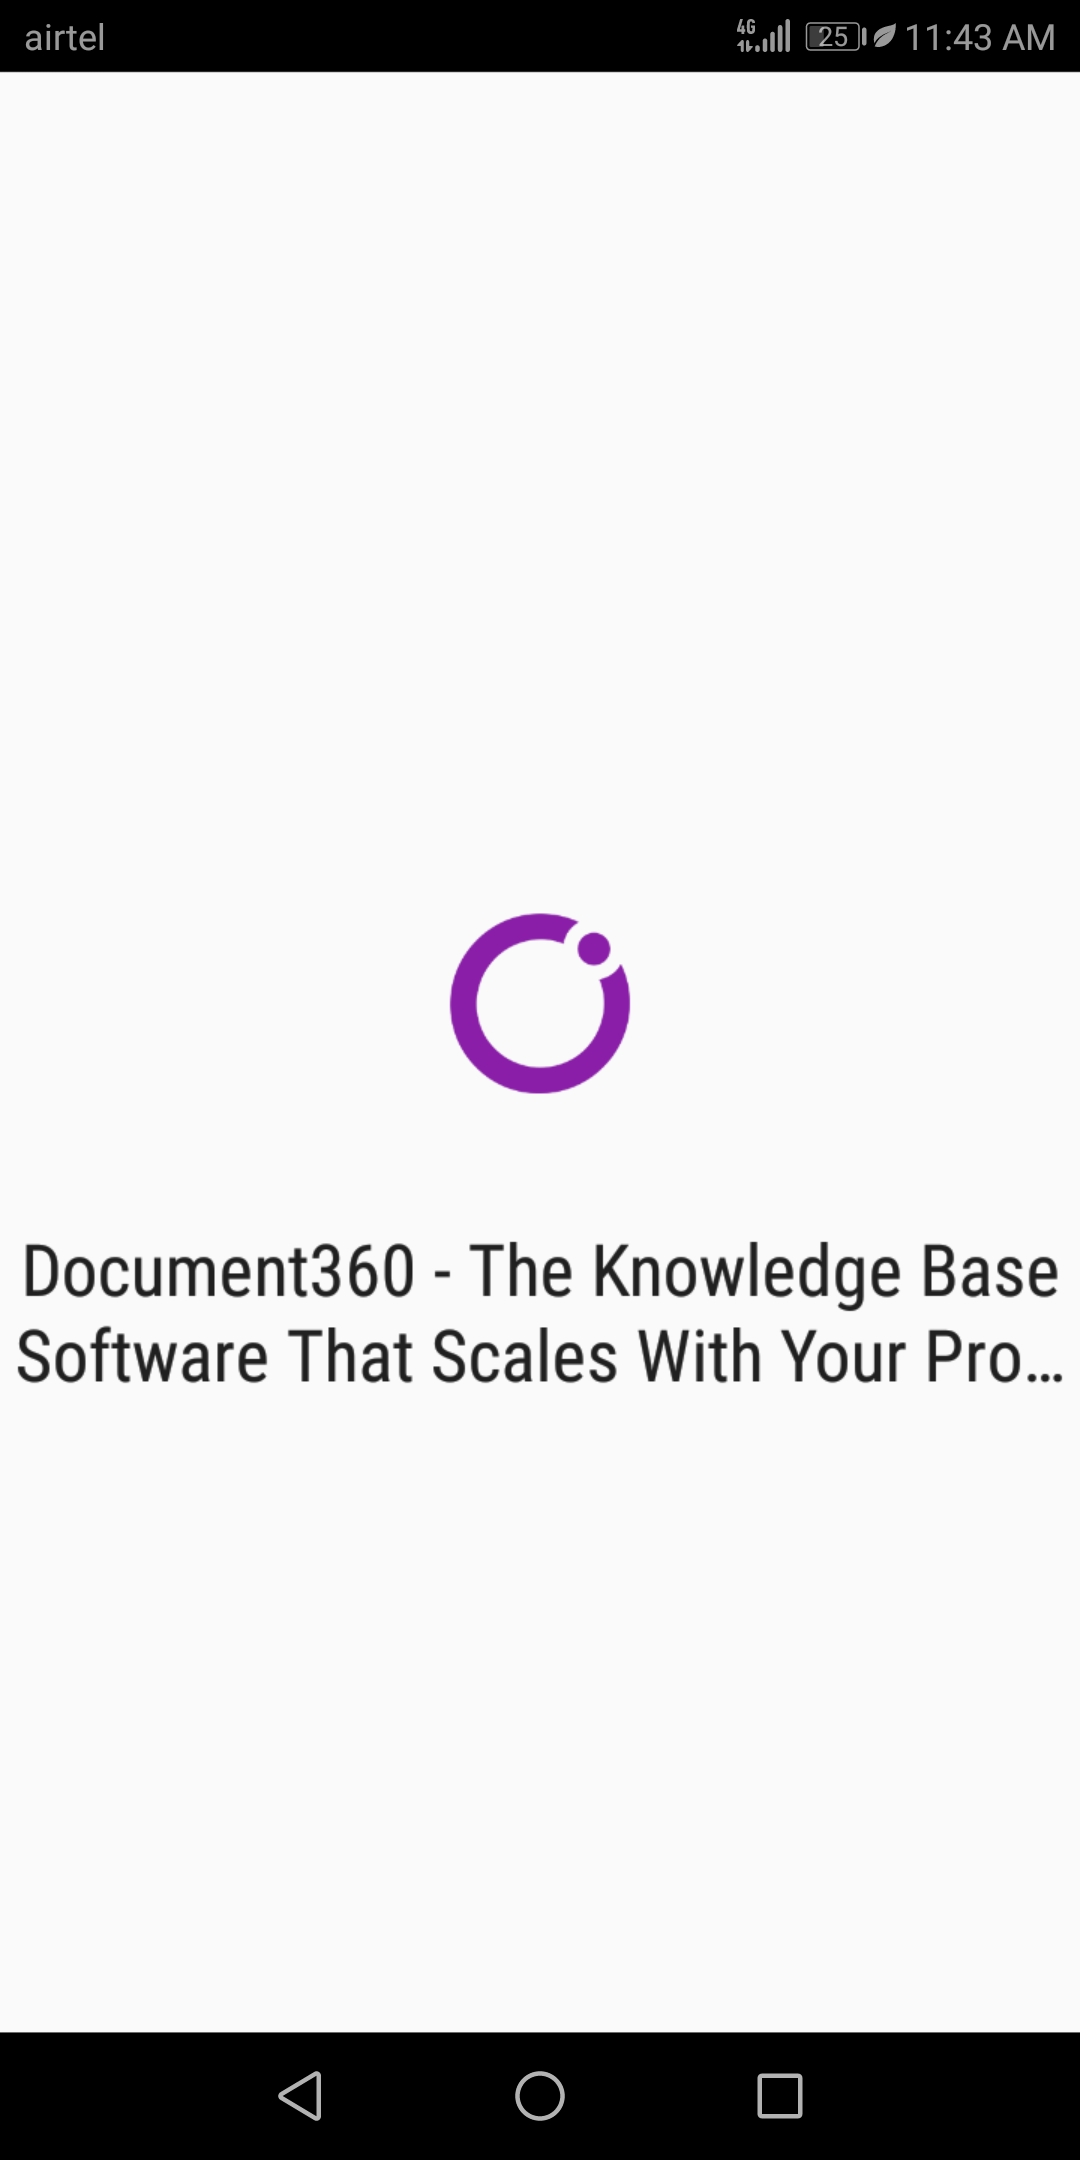 airtel
4G
25
11:43 AM
Document360 - The Knowledge Base
Software That Scales With Your Pro...